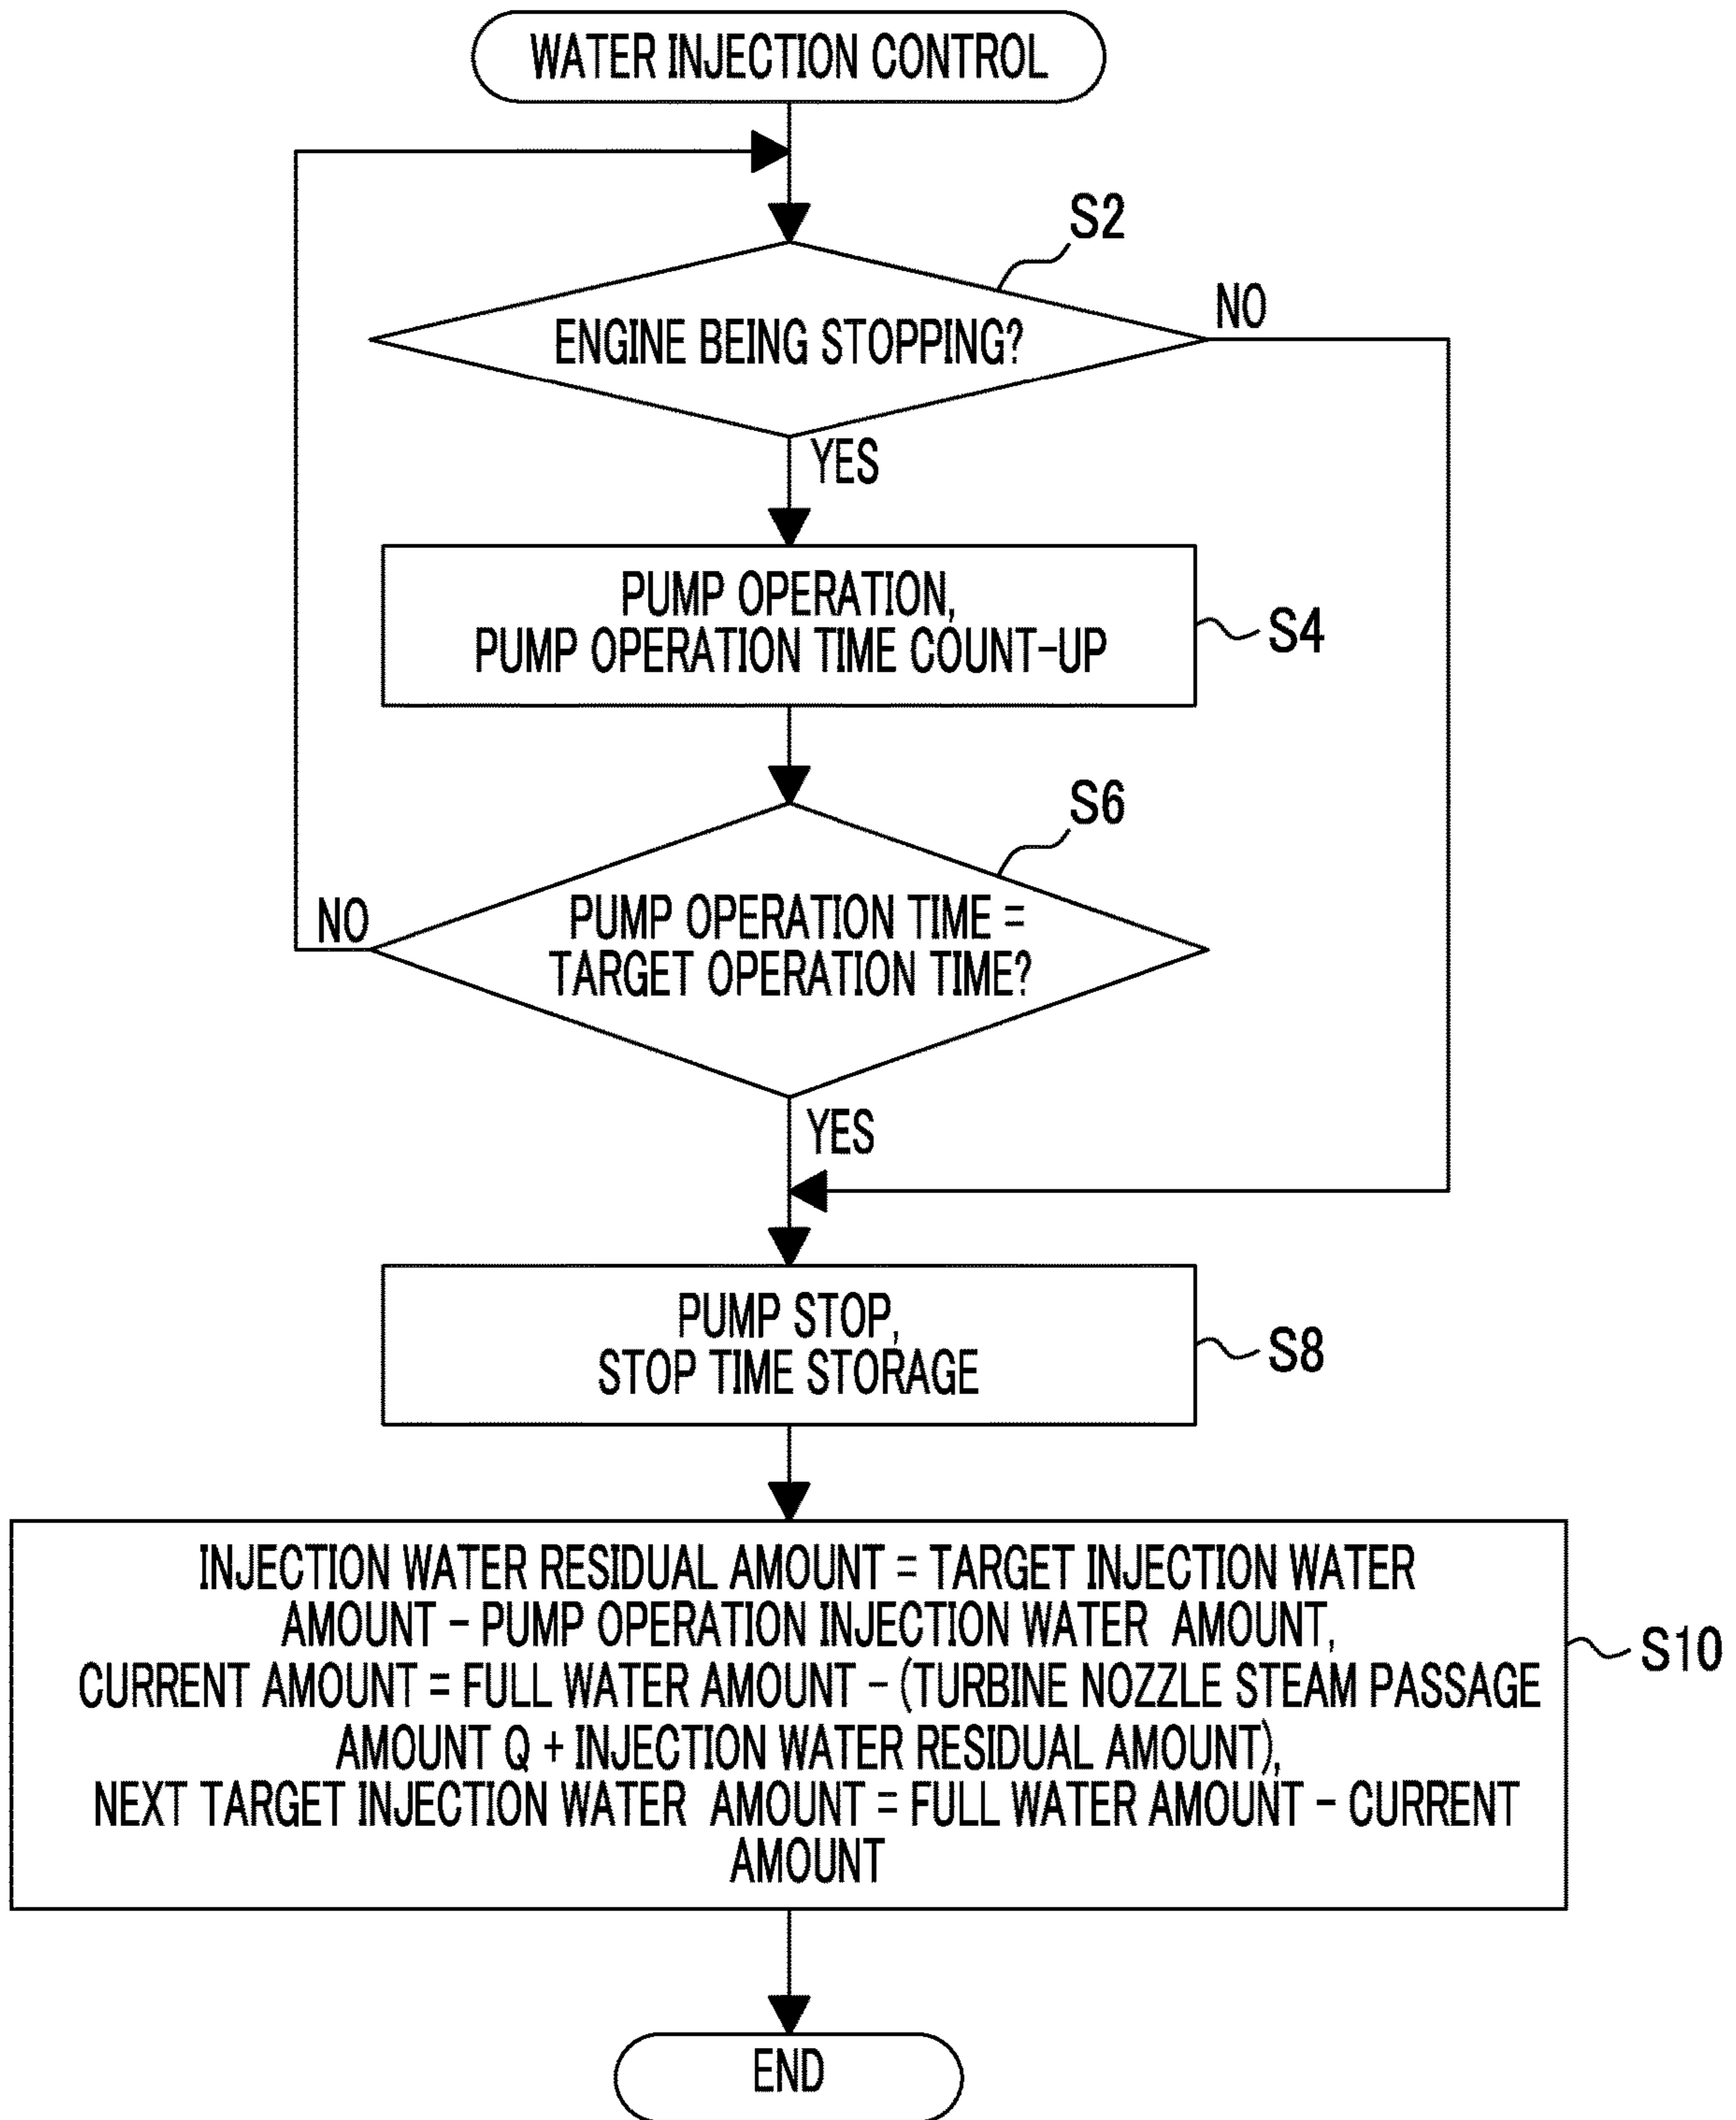 WATER INJECTION CONTROL
S2
ENGINE BEING STOPPING?
NO
YES
PUMP OPERATION,
PUMP OPERATION TIME COUNT-UP
S4
S6
PUMP OPERATION TIME =
TARGET OPERATION TIME?
NO
YES
PUMP STOP,
STOP TIME STORAGE
S8
INJECTION WATER RESIDUAL AMOUNT = TARGET INJECTION WATER
AMOUNT - PUMP OPERATION INJECTION WATER AMOUNT,
CURRENT AMOUNT = FULL WATER AMOUNT - (TURBINE NOZZLE STEAM PASSAGE
AMOUNT Q + INJECTION WATER RESIDUAL AMOUNT),
NEXT TARGET INJECTION WATER AMOUNT = FULL WATER AMOUNT - CURRENT
AMOUNT
S10
END